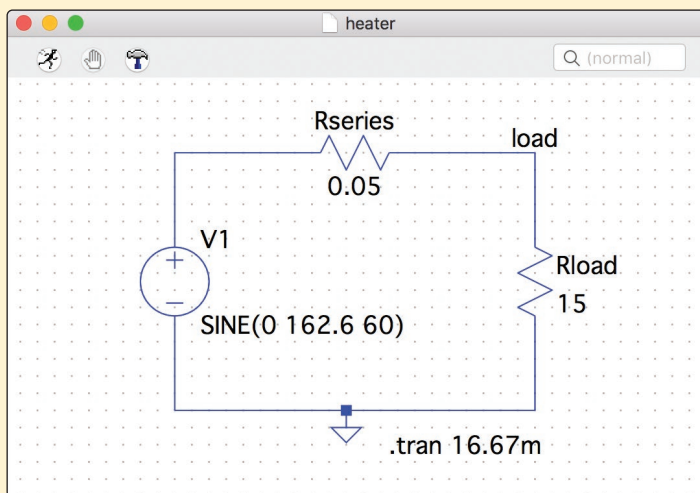 heater
(normal)
Rseries
load
0.05
V1
+
Rload
15
−
SINE(0 162.6 60)
.tran 16.67m